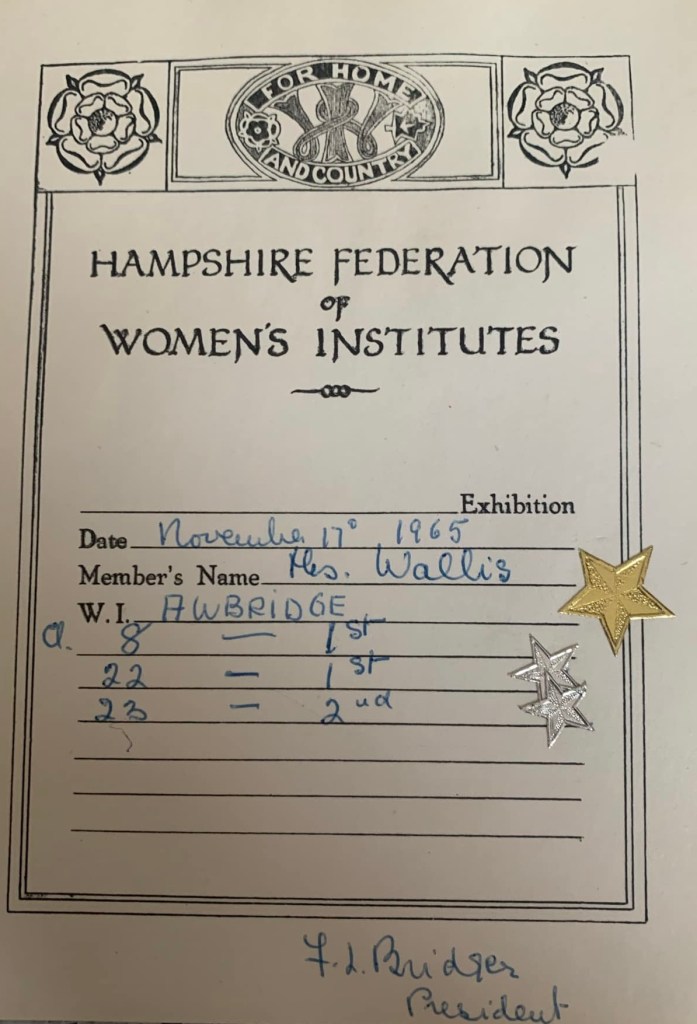 FOR HOME
WI
AND COUNTRY
HAMPSHIRE FEDERATION
OF
WOMEN'S INSTITUTES
Exhibition
Date November 17° 1965
Member's Name Mrs. Wallis
W.I. AWBRIDGE
a. 8 — 1st
22 — 1st
23 — 2nd
F. L. Bridger
President